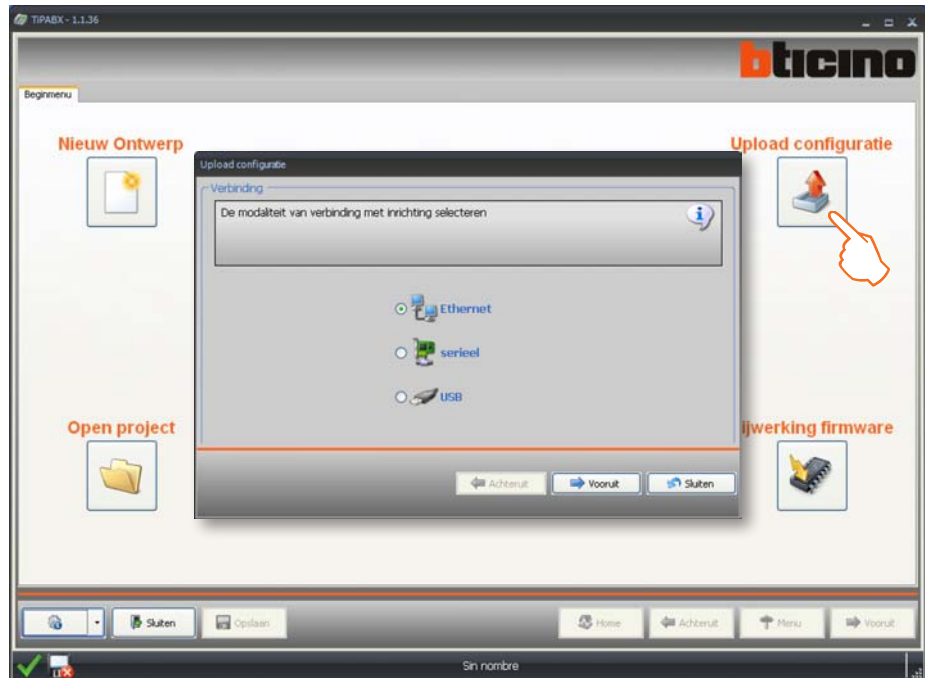 TiPABX - 1.1.36
bticino
Beginmenu
Nieuw Ontwerp
Upload configuratie
Upload configuratie
Verbinding
De modaliteit van verbinding met inrichting selecteren
Ethernet
serieel
USB
Open project
ijwerking firmware
Achteruit
Vooruit
Sluiten
Sluiten
Opslaan
Home
Achteruit
Menu
Vooruit
Sin nombre